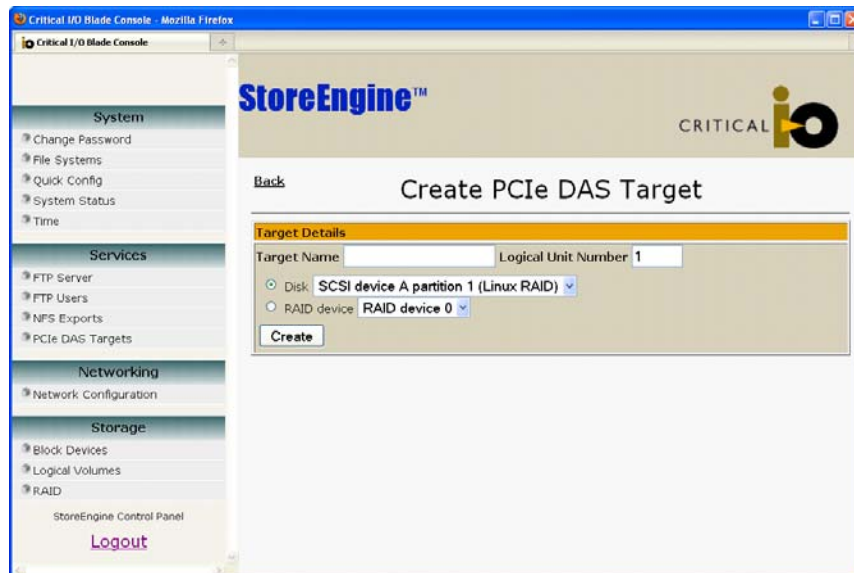 Critical I/O Blade Console - Mozilla Firefox
Critical I/O Blade Console
System
Change Password
File Systems
Quick Config
System Status
Time
Services
FTP Server
FTP Users
NFS Exports
PCIe DAS Targets
Networking
Network Configuration
Storage
Block Devices
Logical Volumes
RAID
StoreEngine Control Panel
Logout
StoreEngine™
CRITICAL io
Back
Create PCIe DAS Target
Target Details
Target Name Logical Unit Number 1
Disk SCSI device A partition 1 (Linux RAID)
RAID device RAID device 0
Create